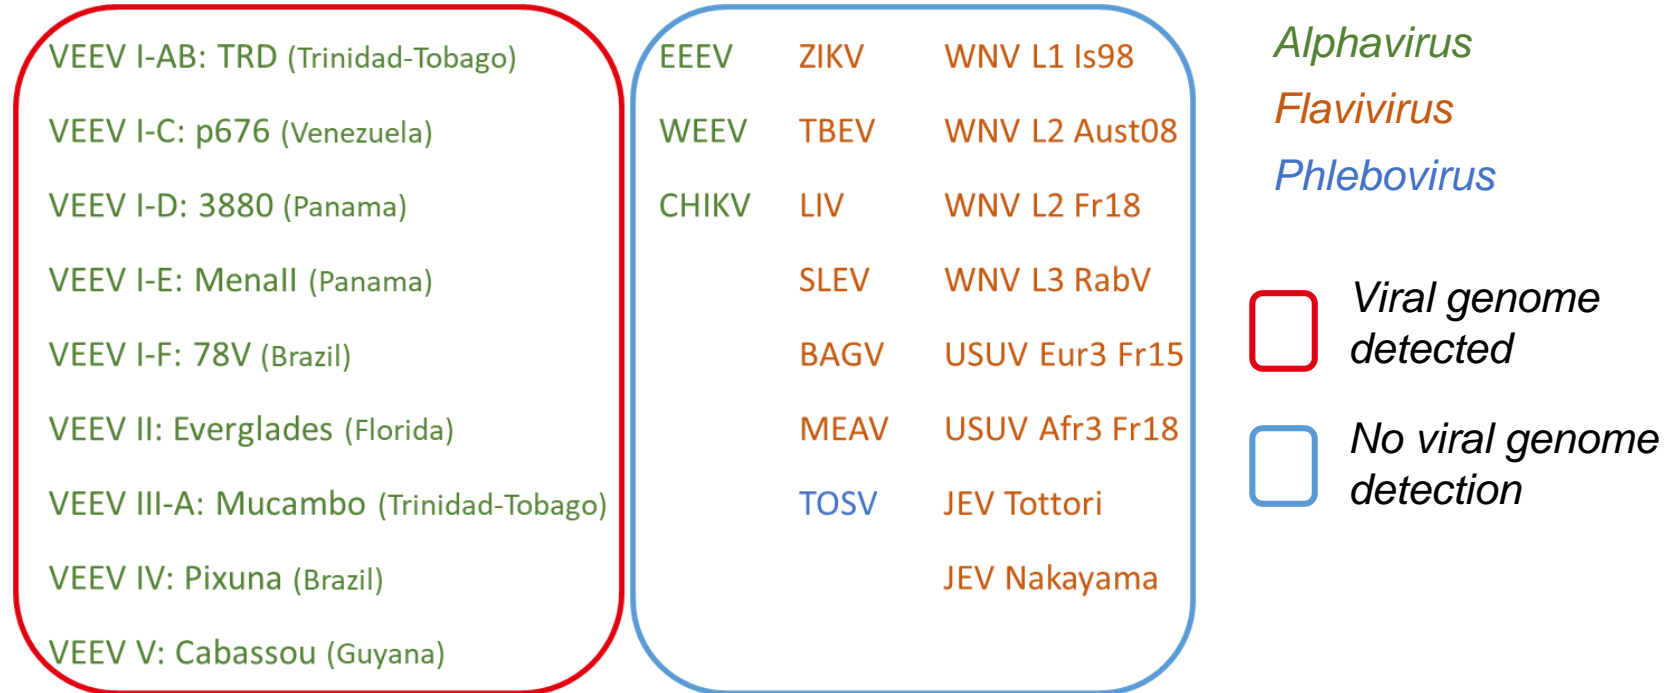 VEEV I-AB: TRD (Trinidad-Tobago)
VEEV I-C: p676 (Venezuela)
VEEV I-D: 3880 (Panama)
VEEV I-E: Menall (Panama)
VEEV I-F: 78V (Brazil)
VEEV II: Everglades (Florida)
VEEV III-A: Mucambo (Trinidad-Tobago)
VEEV IV: Pixuna (Brazil)
VEEV V: Cabassou (Guyana)
EEEV
WEEV
CHIKV
ZIKV
TBEV
LIV
SLEV
BAGV
MEAV
TOSV
WNV L1 Is98
WNV L2 Aust08
WNV L2 Fr18
WNV L3 RabV
USUV Eur3 Fr15
USUV Afr3 Fr18
JEV Tottori
JEV Nakayama
Alphavirus
Flavivirus
Phlebovirus
Viral genome
detected
No viral genome
detection